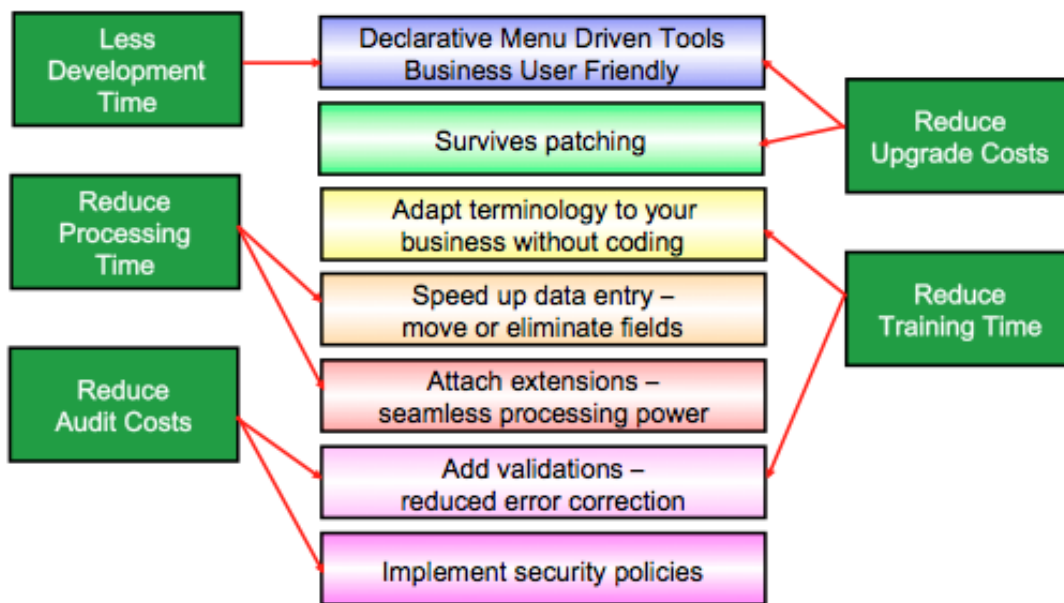 Less
Development
Time
Declarative Menu Driven Tools
Business User Friendly
Survives patching
Reduce
Upgrade Costs
Reduce
Processing
Time
Adapt terminology to your
business without coding
Speed up data entry –
move or eliminate fields
Reduce
Training Time
Reduce
Audit Costs
Attach extensions –
seamless processing power
Add validations –
reduced error correction
Implement security policies